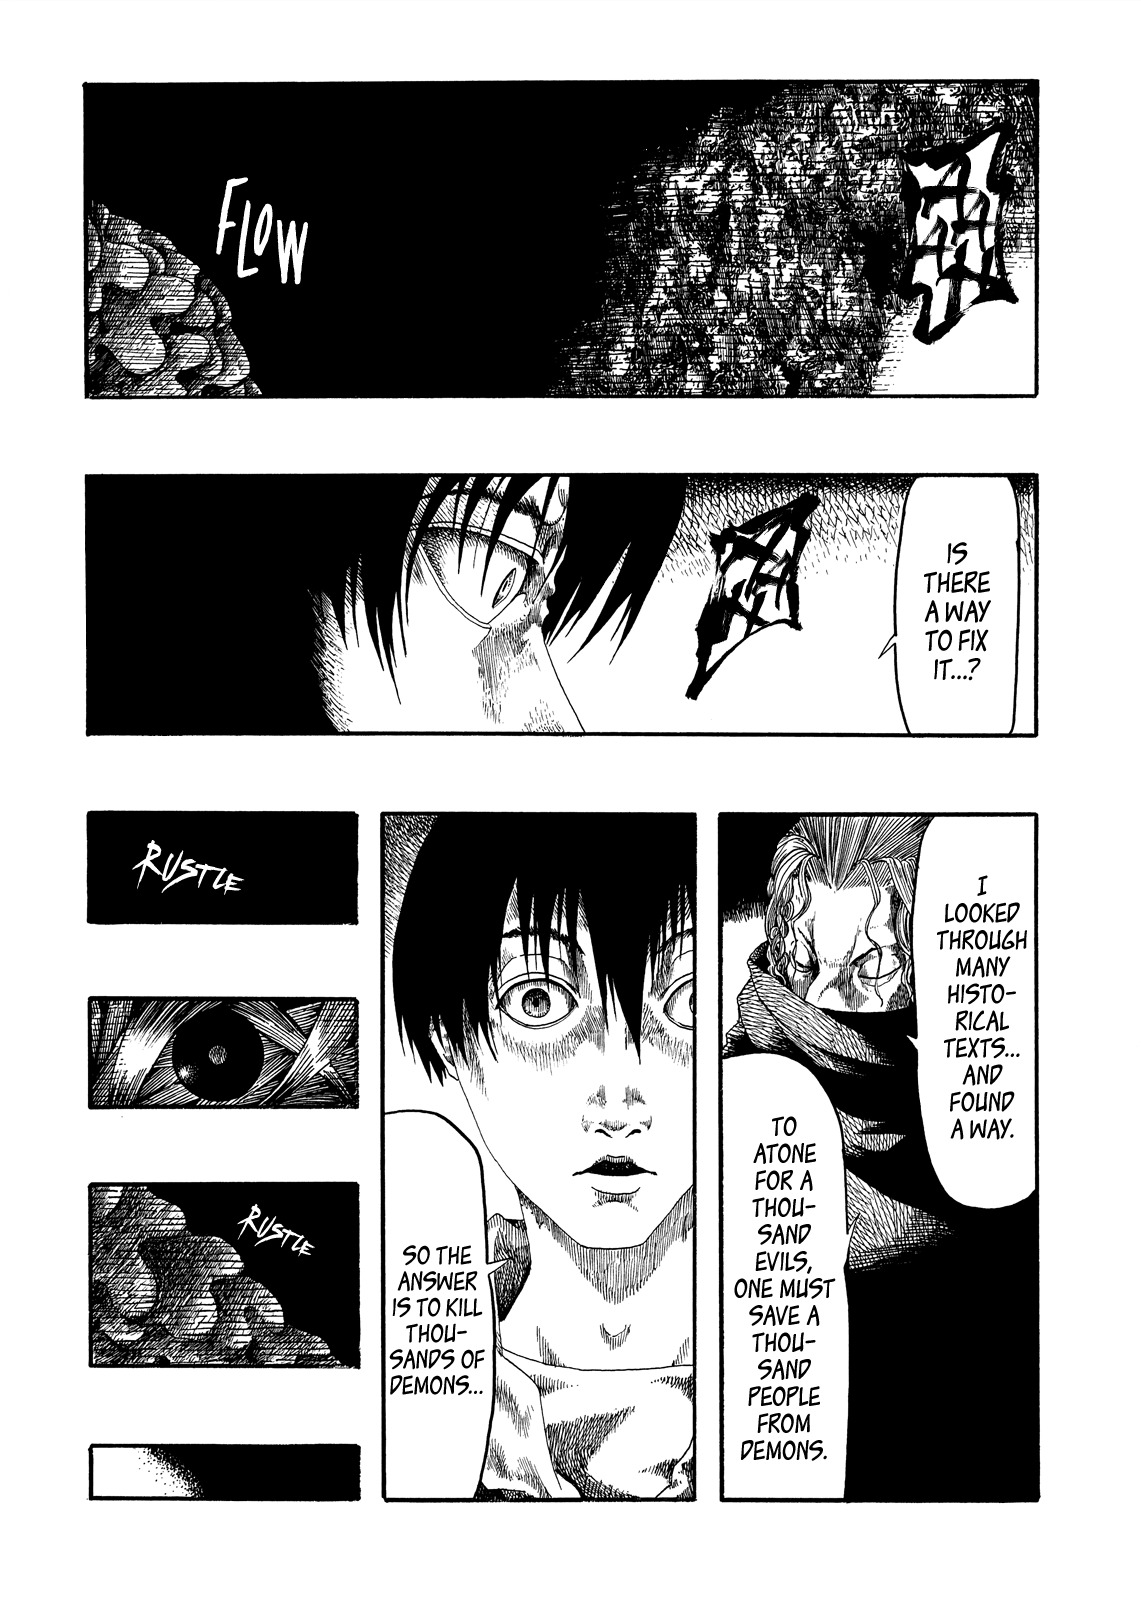 FLOW
IS
THERE
A WAY
TO FIX
IT...?
I
LOOKED
THROUGH
MANY
HISTO-
RICAL
TEXTS...
AND
FOUND
A WAY.
TO
ATONE
FOR A
THOU-
SAND
EVILS,
ONE MUST
SAVE A
THOU-
SAND
PEOPLE
FROM
DEMONS.
SO THE
ANSWER
IS TO KILL
THOU-
SANDS OF
DEMONS...
RUSTLE
RUSTLE